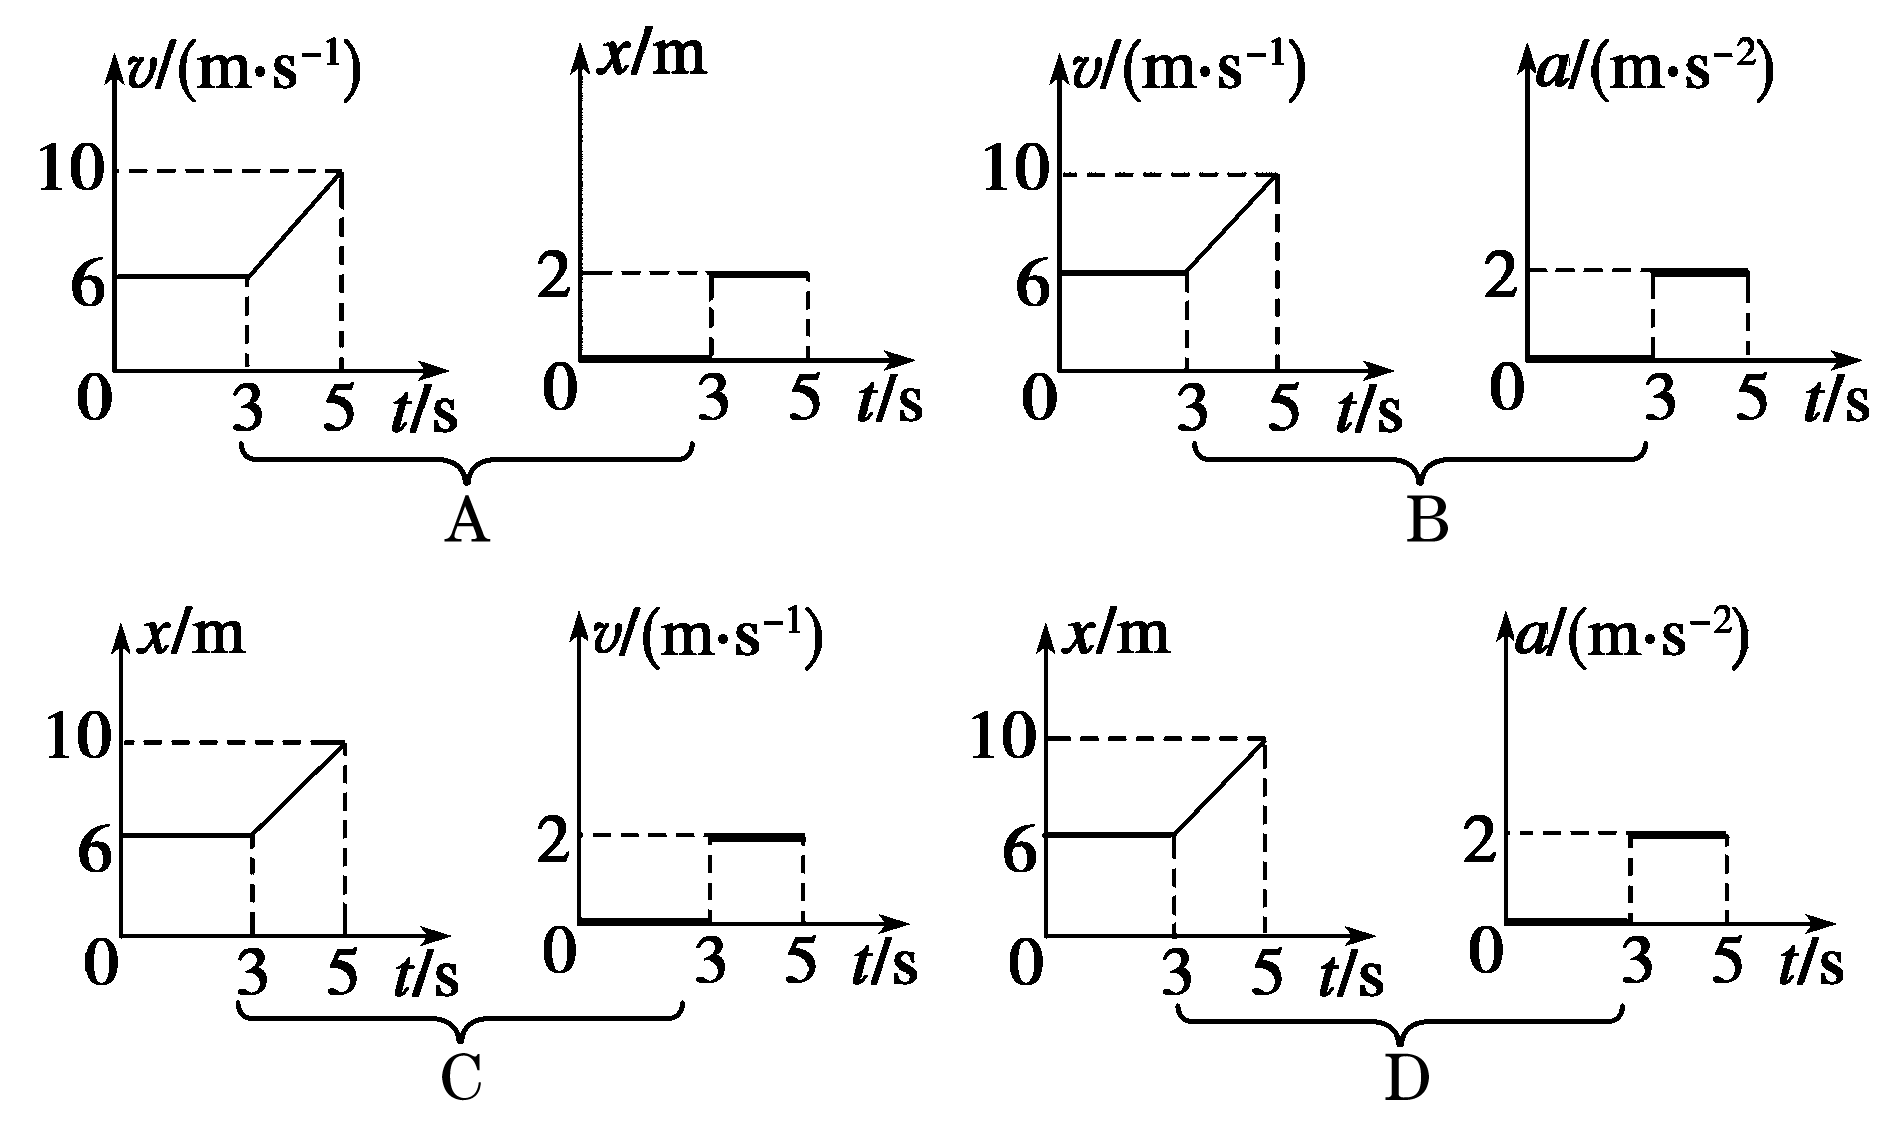 v/(m·s⁻¹) x/m v/(m·s⁻¹) a/(m·s⁻²)
10 10
6 2 6 2
0 3 5 t/s 0 3 5 t/s 0 3 5 t/s 0 3 5 t/s
A B
x/m v/(m·s⁻¹) x/m a/(m·s⁻²)
10 10
6 2 6 2
0 3 5 t/s 0 3 5 t/s 0 3 5 t/s 0 3 5 t/s
C D